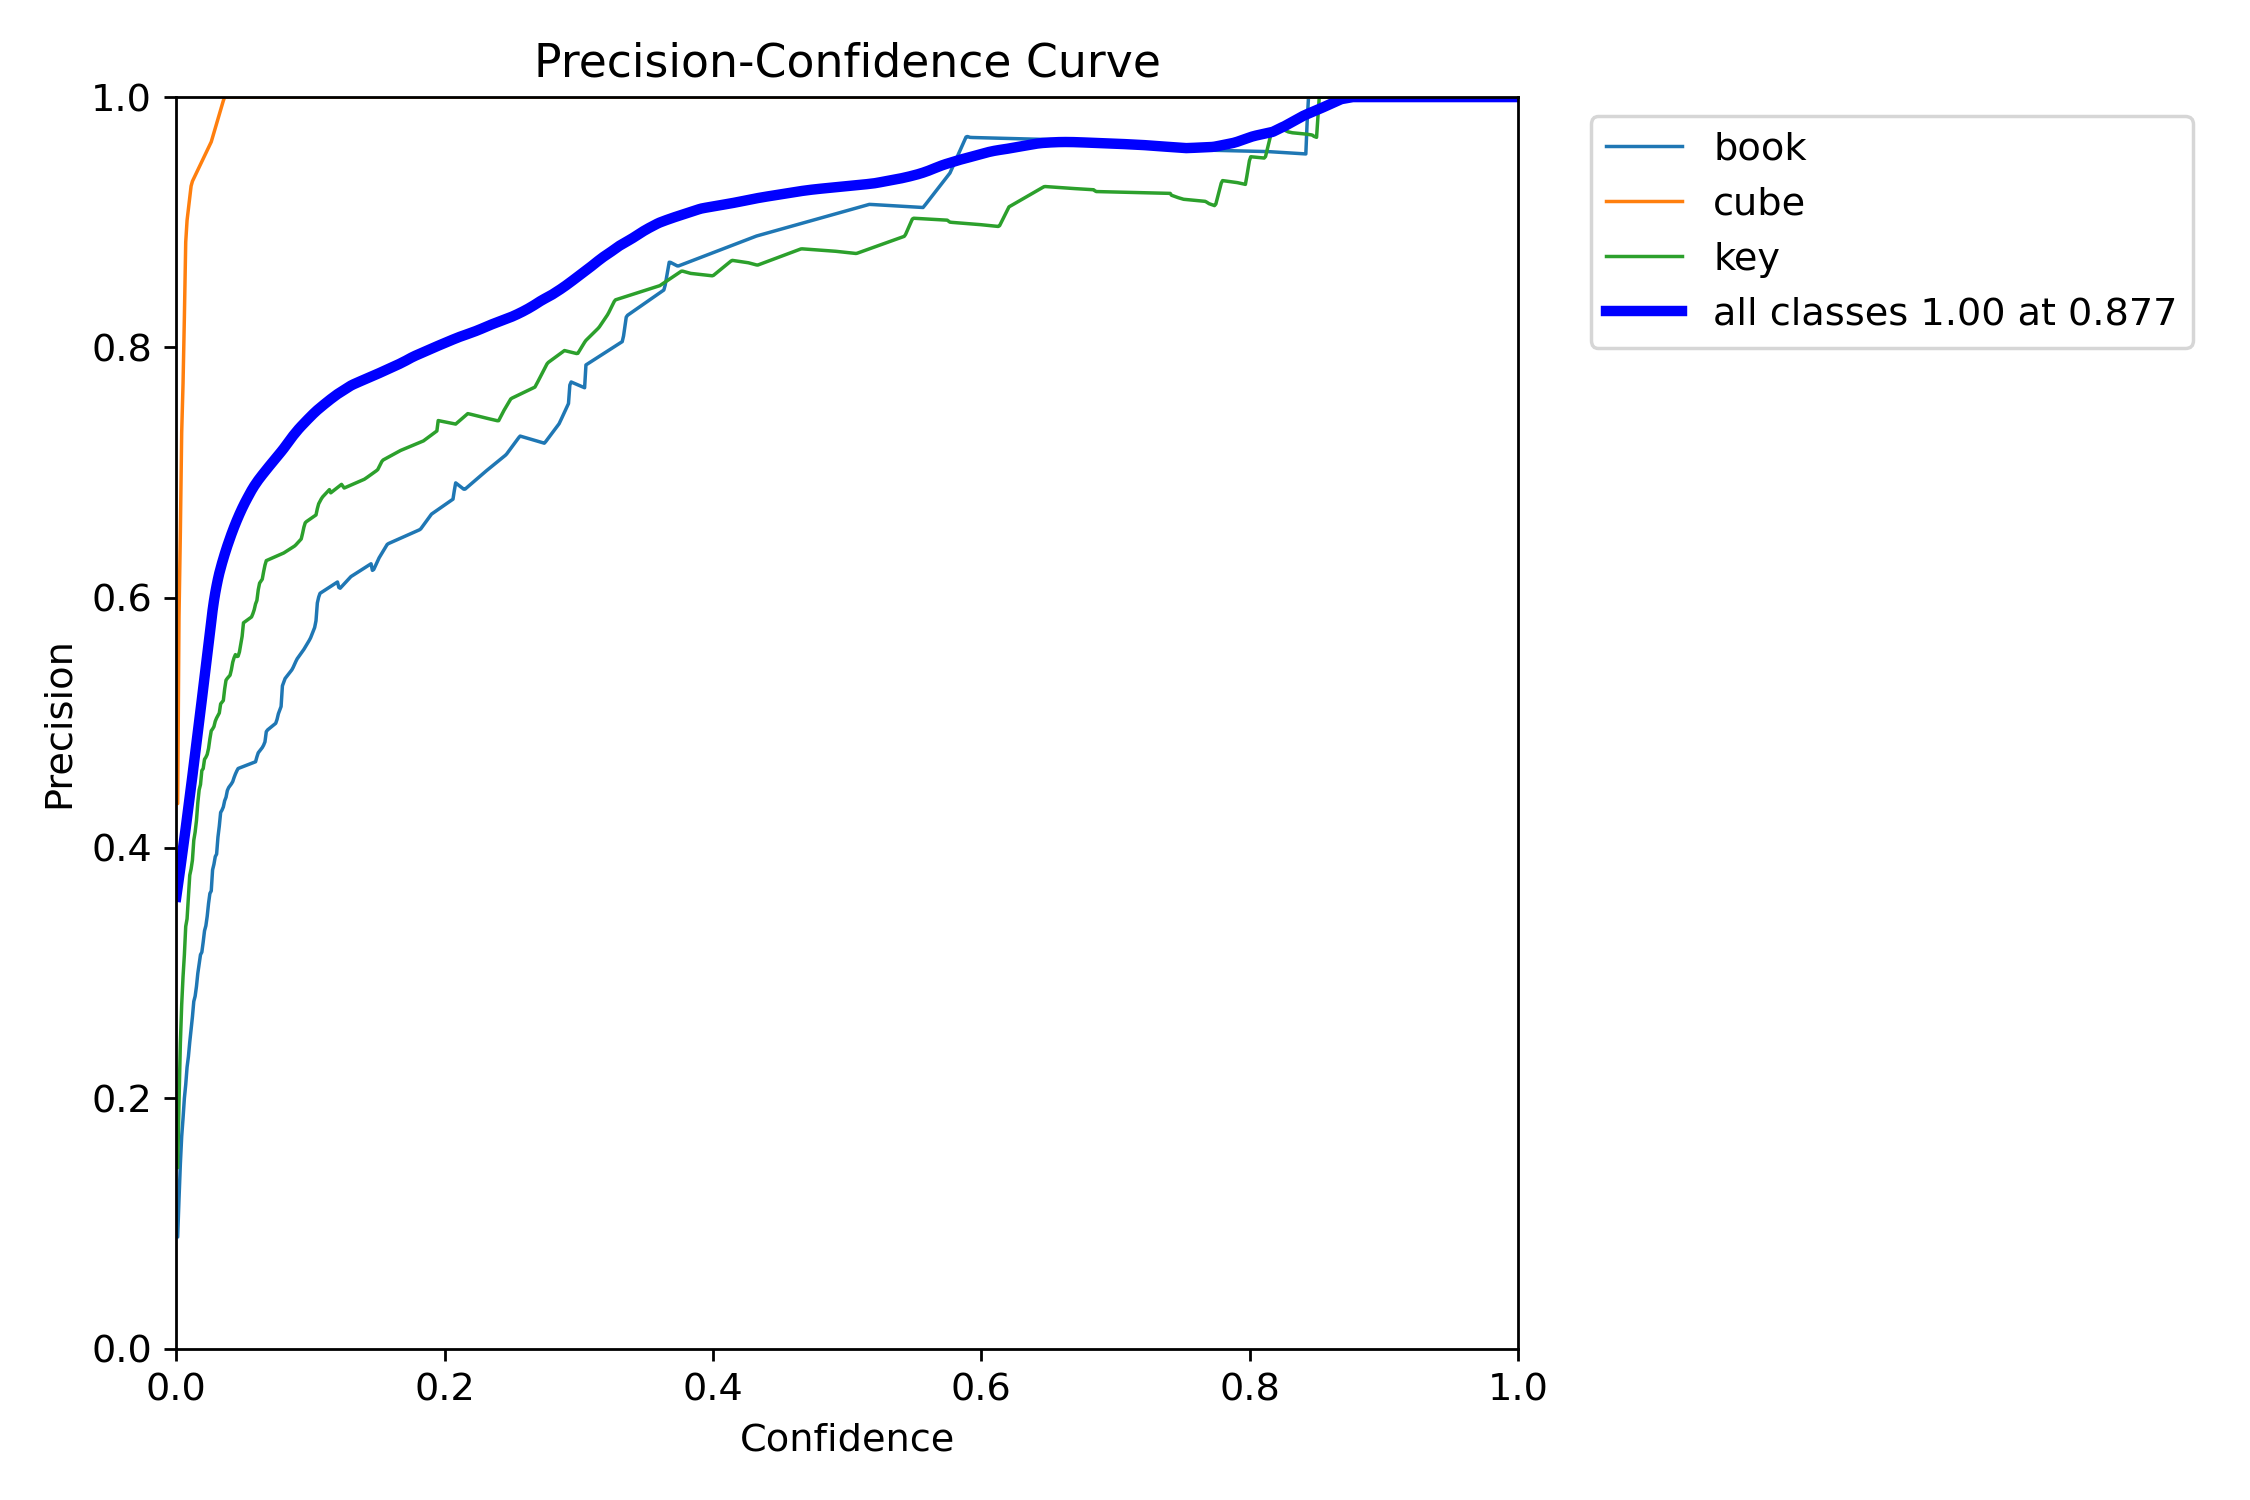 Precision-Confidence Curve
1.0
0.8
0.6
0.4
0.2
0.0
Precision
0.0 0.2 0.4 0.6 0.8 1.0
Confidence
book
cube
key
all classes 1.00 at 0.877